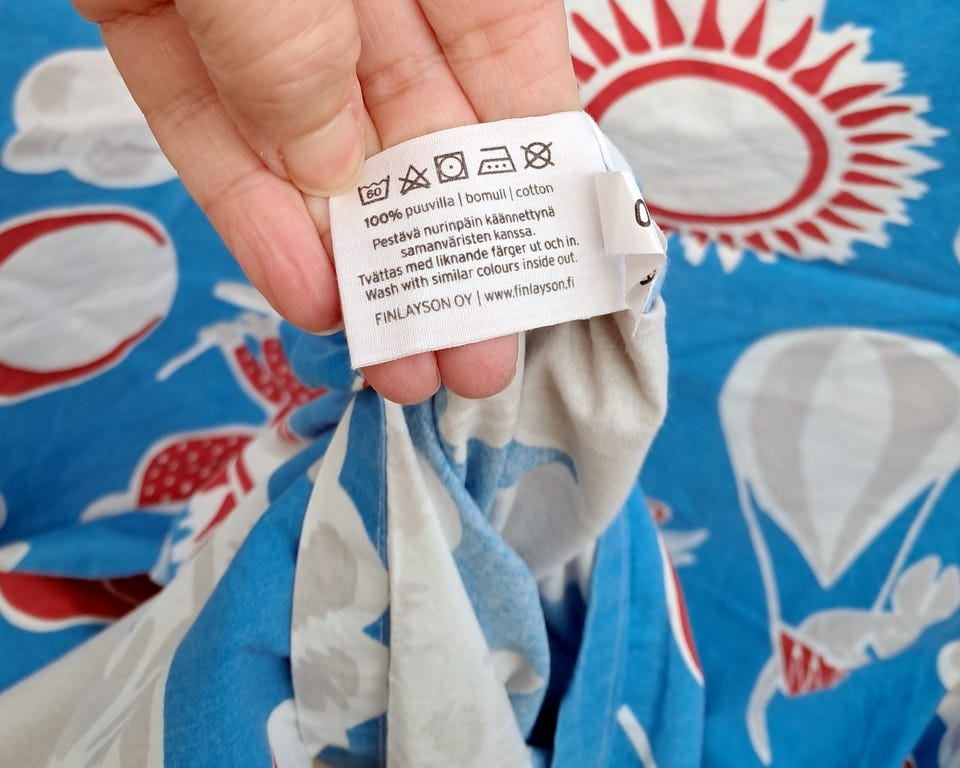 60
100% puuvilla | bomull | cotton
Pestävä nurinpäin käännettynä
samanväristen kanssa.
Tvättas med liknande färger ut och in.
Wash with similar colours inside out.
FINLAYSON OY | www.finlayson.fi